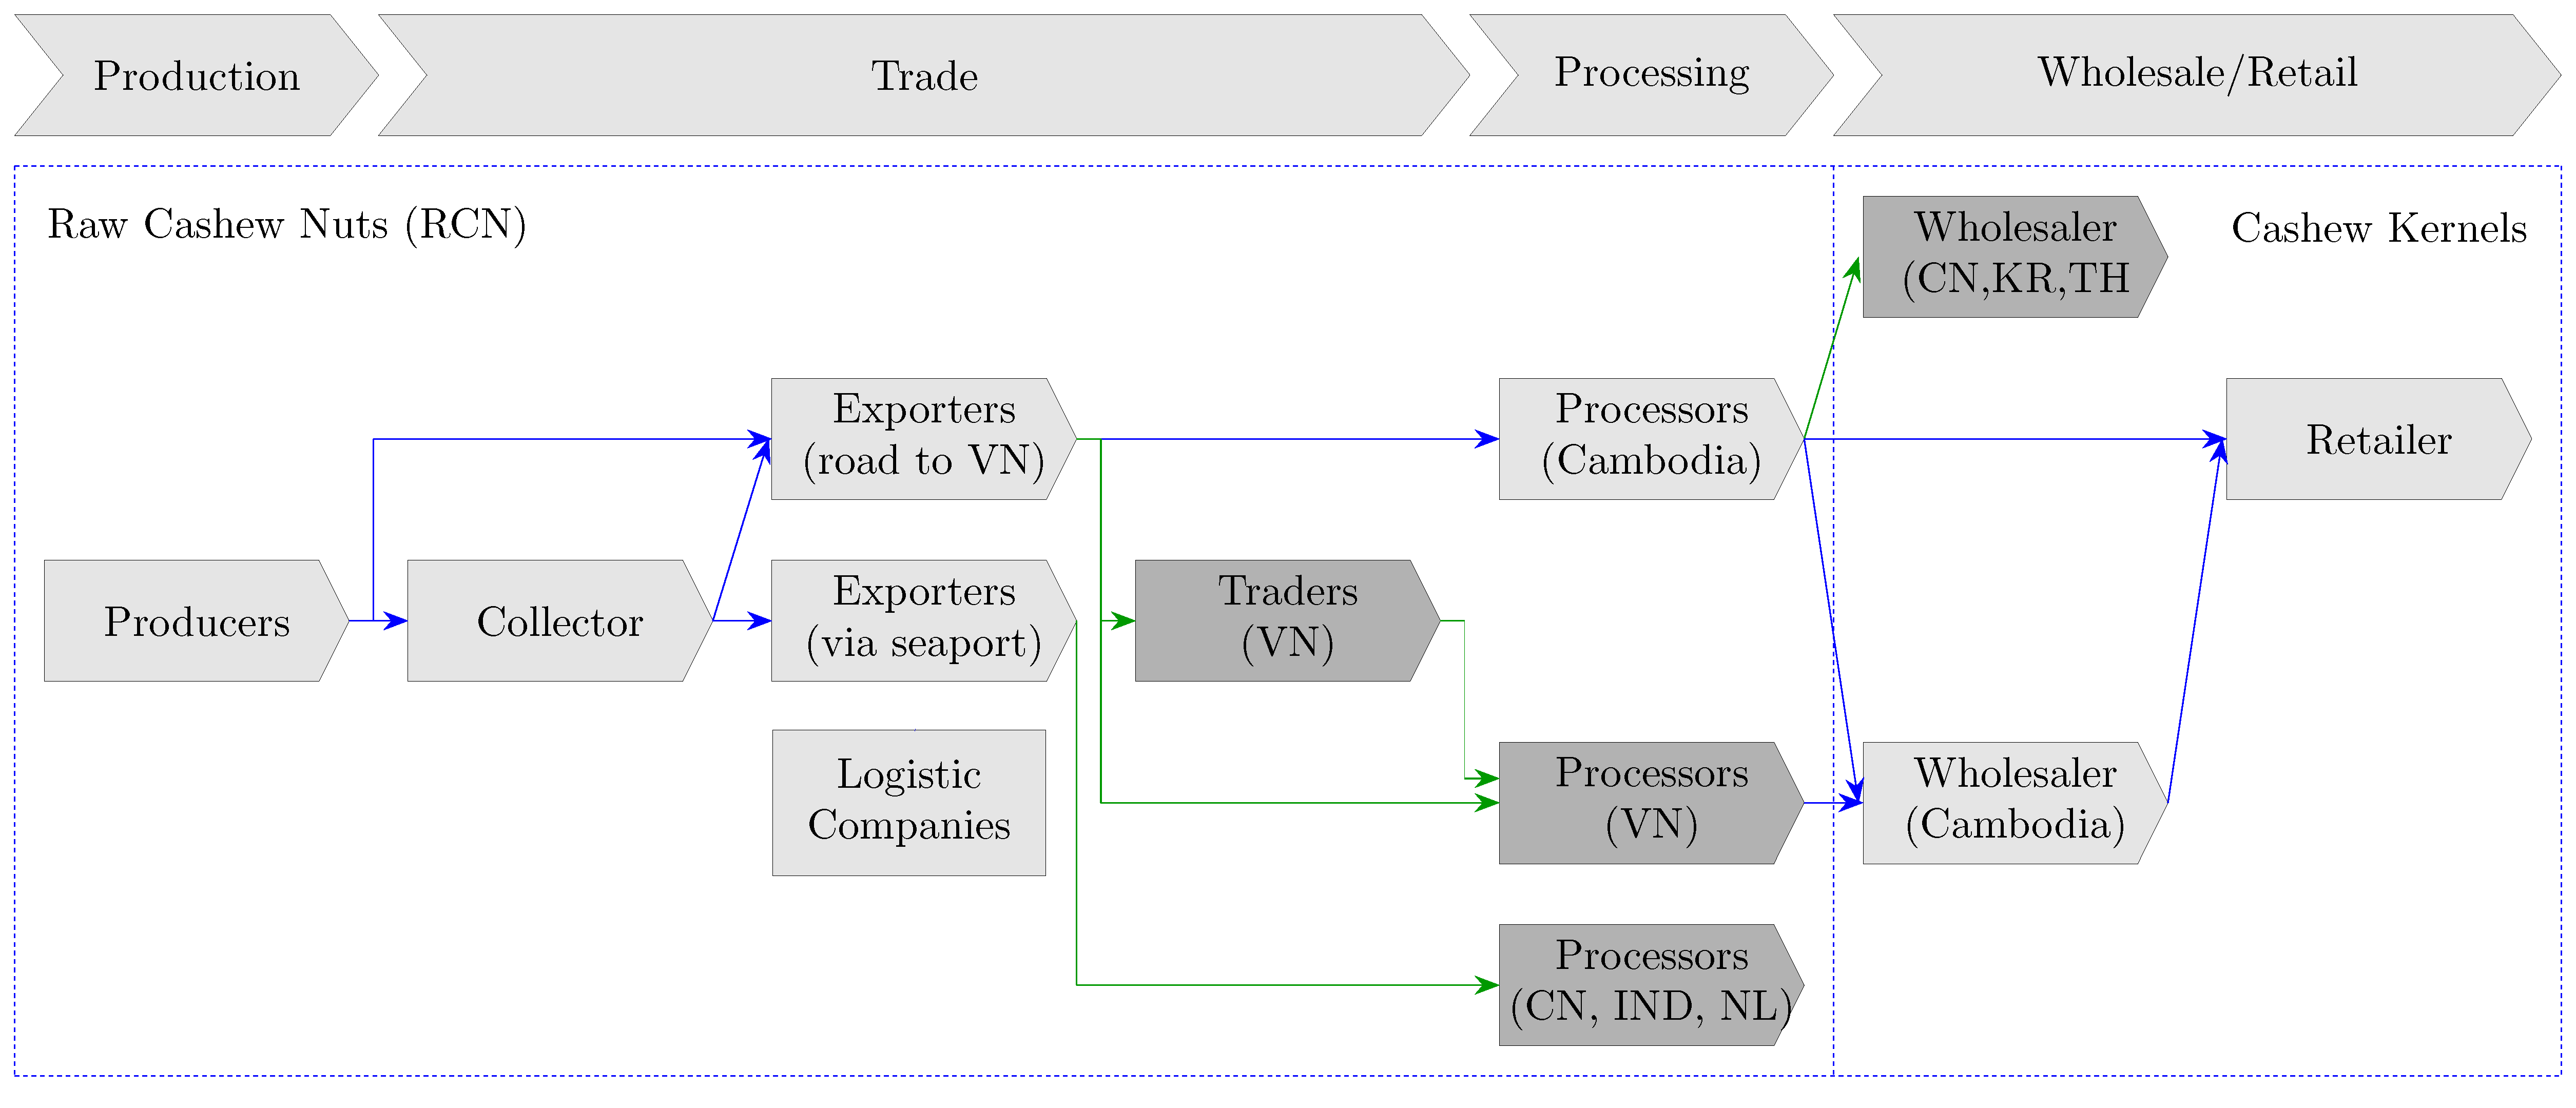 Production
Trade
Processing
Wholesale/Retail
Raw Cashew Nuts (RCN)
Wholesaler
(CN,KR,TH
Cashew Kernels
Exporters
(road to VN)
Processors
(Cambodia)
Retailer
Producers
Collector
Exporters
(via seaport)
Traders
(VN)
Logistic
Companies
Processors
(VN)
Wholesaler
(Cambodia)
Processors
(CN, IND, NL)